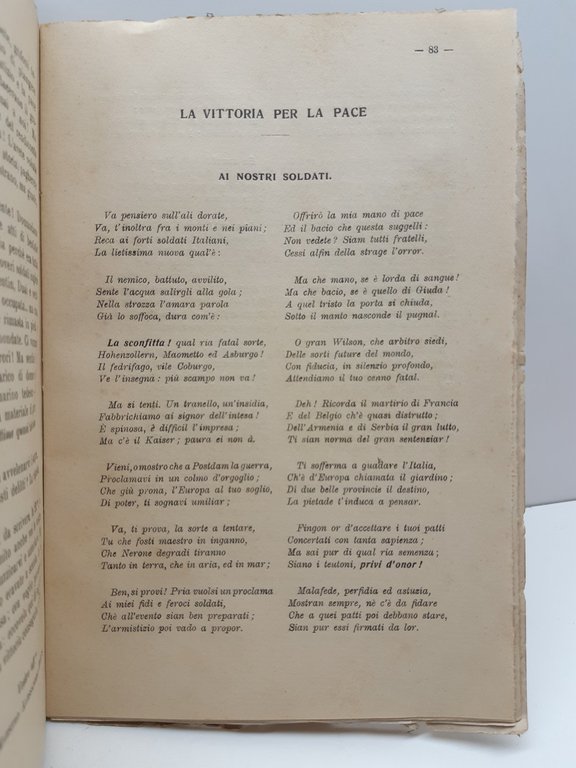 — 83 —
LA VITTORIA PER LA PACE
AI NOSTRI SOLDATI.
Va pensiero sull'ali dorate,
Va, t'inoltra fra i monti e nei piani;
Reca ai forti soldati Italiani,
La lietissima nuova qual'è:
Il nemico, battuto, avvilito,
Sente l'acqua salirgli alla gola;
Nella strozza l'amara parola
Già lo soffoca, dura com'è:
La sconfitta! qual ria fatal sorte,
Hohenzollern, Maometto ed Asburgo!
Il fedrifago, vile Coburgo,
Ve l'insegna: più scampo non va!
Ma si tenti. Un tranello, un'insidia,
Fabbrichiamo ai signor dell'intesa!
È spinosa, è difficil l'impresa;
Ma c'è il Kaiser; paura ei non à.
Vieni, o mostro che a Postdam la guerra,
Proclamavi in un colmo d'orgoglio;
Che giù prona, l'Europa al tuo soglio,
Di poter, ti sognavi umiliar;
Va, ti prova, la sorte a tentare,
Tu che fosti maestro in inganno,
Che Nerone degradi tiranno
Tanto in terra, che in aria, ed in mar;
Ben, si provi! Pria vuolsi un proclama
Ai miei fidi e feroci soldati,
Chè all'evento sian ben preparati;
L'armistizio poi vado a propor.
Offrirò la mia mano di pace
Ed il bacio che questa suggelli:
Non vedete? Siam tutti fratelli,
Cessi alfin della strage l'orror.
Ma che mano, se è lorda di sangue!
Ma che bacio, se è quello di Giuda!
A quel tristo la porta si chiuda,
Sotto il manto nasconde il pugnal.
O gran Wilson, che arbitro siedi,
Delle sorti future del mondo,
Con fiducia, in silenzio profondo,
Attendiamo il tuo cenno fatal.
Deh! Ricorda il martirio di Francia
E del Belgio ch'è quasi distrutto;
Dell'Armenia e di Serbia il gran lutto,
Ti sian norma del gran sentenziar!
Ti sofferma a guardare l'Italia,
Ch'è d'Europa chiamata il giardino;
Di due belle provincie il destino,
La pietade t'induca a pensar.
Fingon or d'accettare i tuoi patti
Concertati con tanta sapienza;
Ma sai pur di qual ria semenza;
Siano i teutoni, privi d'onor!
Malafede, perfidia ed astuzia,
Mostran sempre, nè c'è da fidare
Che a quei patti poi debbano stare,
Sian pur essi firmati da lor.